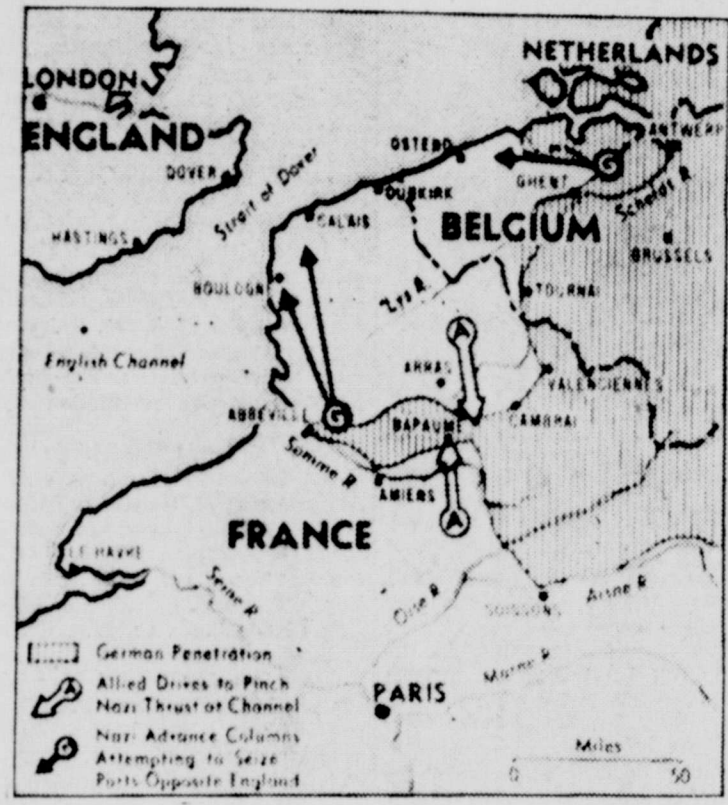 NETHERLANDS
LONDON
ENGLAND
ANTWERP
OSTEND
DOVER
GHENT
G
DUNKIRK
Scheldt R.
Strait of Dover
CALAIS
BELGIUM
HASTINGS
BRUSSELS
BOULOGN
TOURNAI
Lys R.
A
English Channel
ARRAS
VALENCIENNES
ABBEVILLE
G
BAPAUME
CAMBRAI
Somme R
AMIENS
FRANCE
A
LE HAVRE
Seine R
Oise R
SOISSONS
Aisne R
Marne R
PARIS
German Penetration
A Allied Drives to Pinch
Nazi Thrust at Channel
G Nazi Advance Columns
Attempting to Seize
Ports Opposite England
Miles
0 50